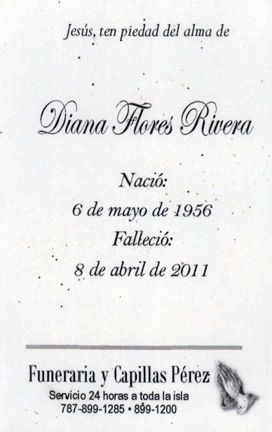 Jesús, ten piedad del alma de
Diana Flores Rivera
Nació:
6 de mayo de 1956
Falleció:
8 de abril de 2011
Funeraria y Capillas Pérez
Servicio 24 horas a toda la isla
787-899-1285 • 899-1200